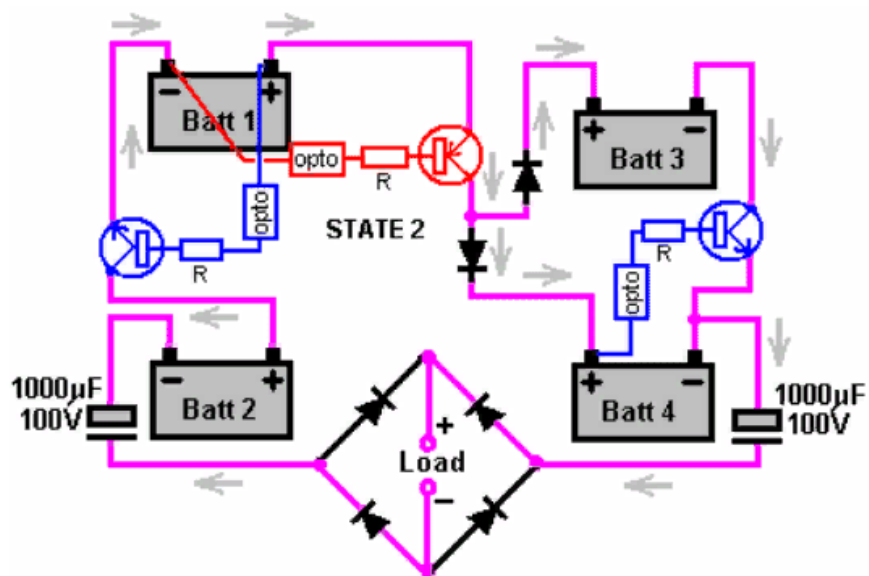 − +
Batt 1
opto
R
+ −
Batt 3
opto
R
STATE 2
opto
R
1000µF
100V
− +
Batt 2
+
Load
−
+ −
Batt 4
1000µF
100V